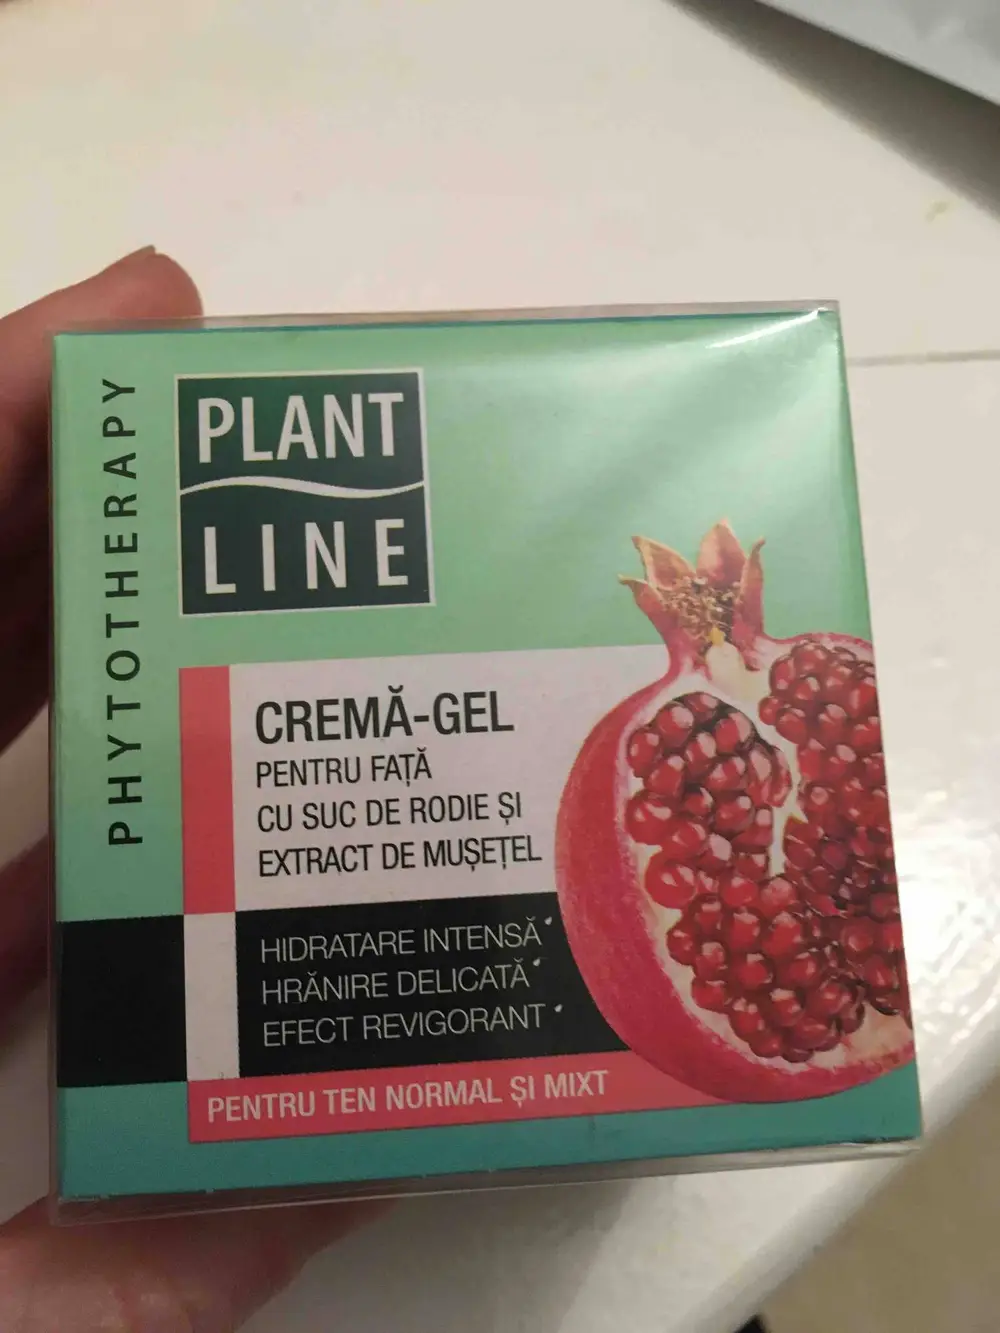 PHYTOTHERAPY
PLANT
LINE
CREMĂ-GEL
PENTRU FAȚĂ
CU SUC DE RODIE ȘI
EXTRACT DE MUȘEȚEL
HIDRATARE INTENSĂ
HRĂNIRE DELICATĂ
EFECT REVIGORANT
PENTRU TEN NORMAL ȘI MIXT